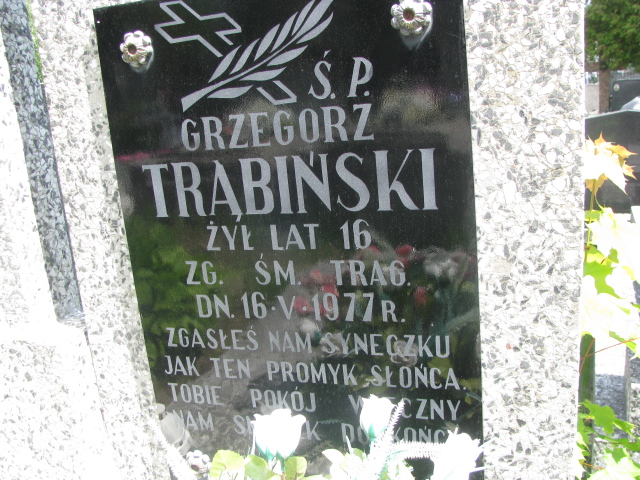 Ś. P.
GRZEGORZ
TRĄBIŃSKI
ŻYŁ LAT 16
ZG. ŚM. TRAG.
DN. 16·V·1977 R.
ZGASŁEŚ NAM SYNECZKU
JAK TEN PROMYK SŁOŃCA.
TOBIE POKÓJ
NAM